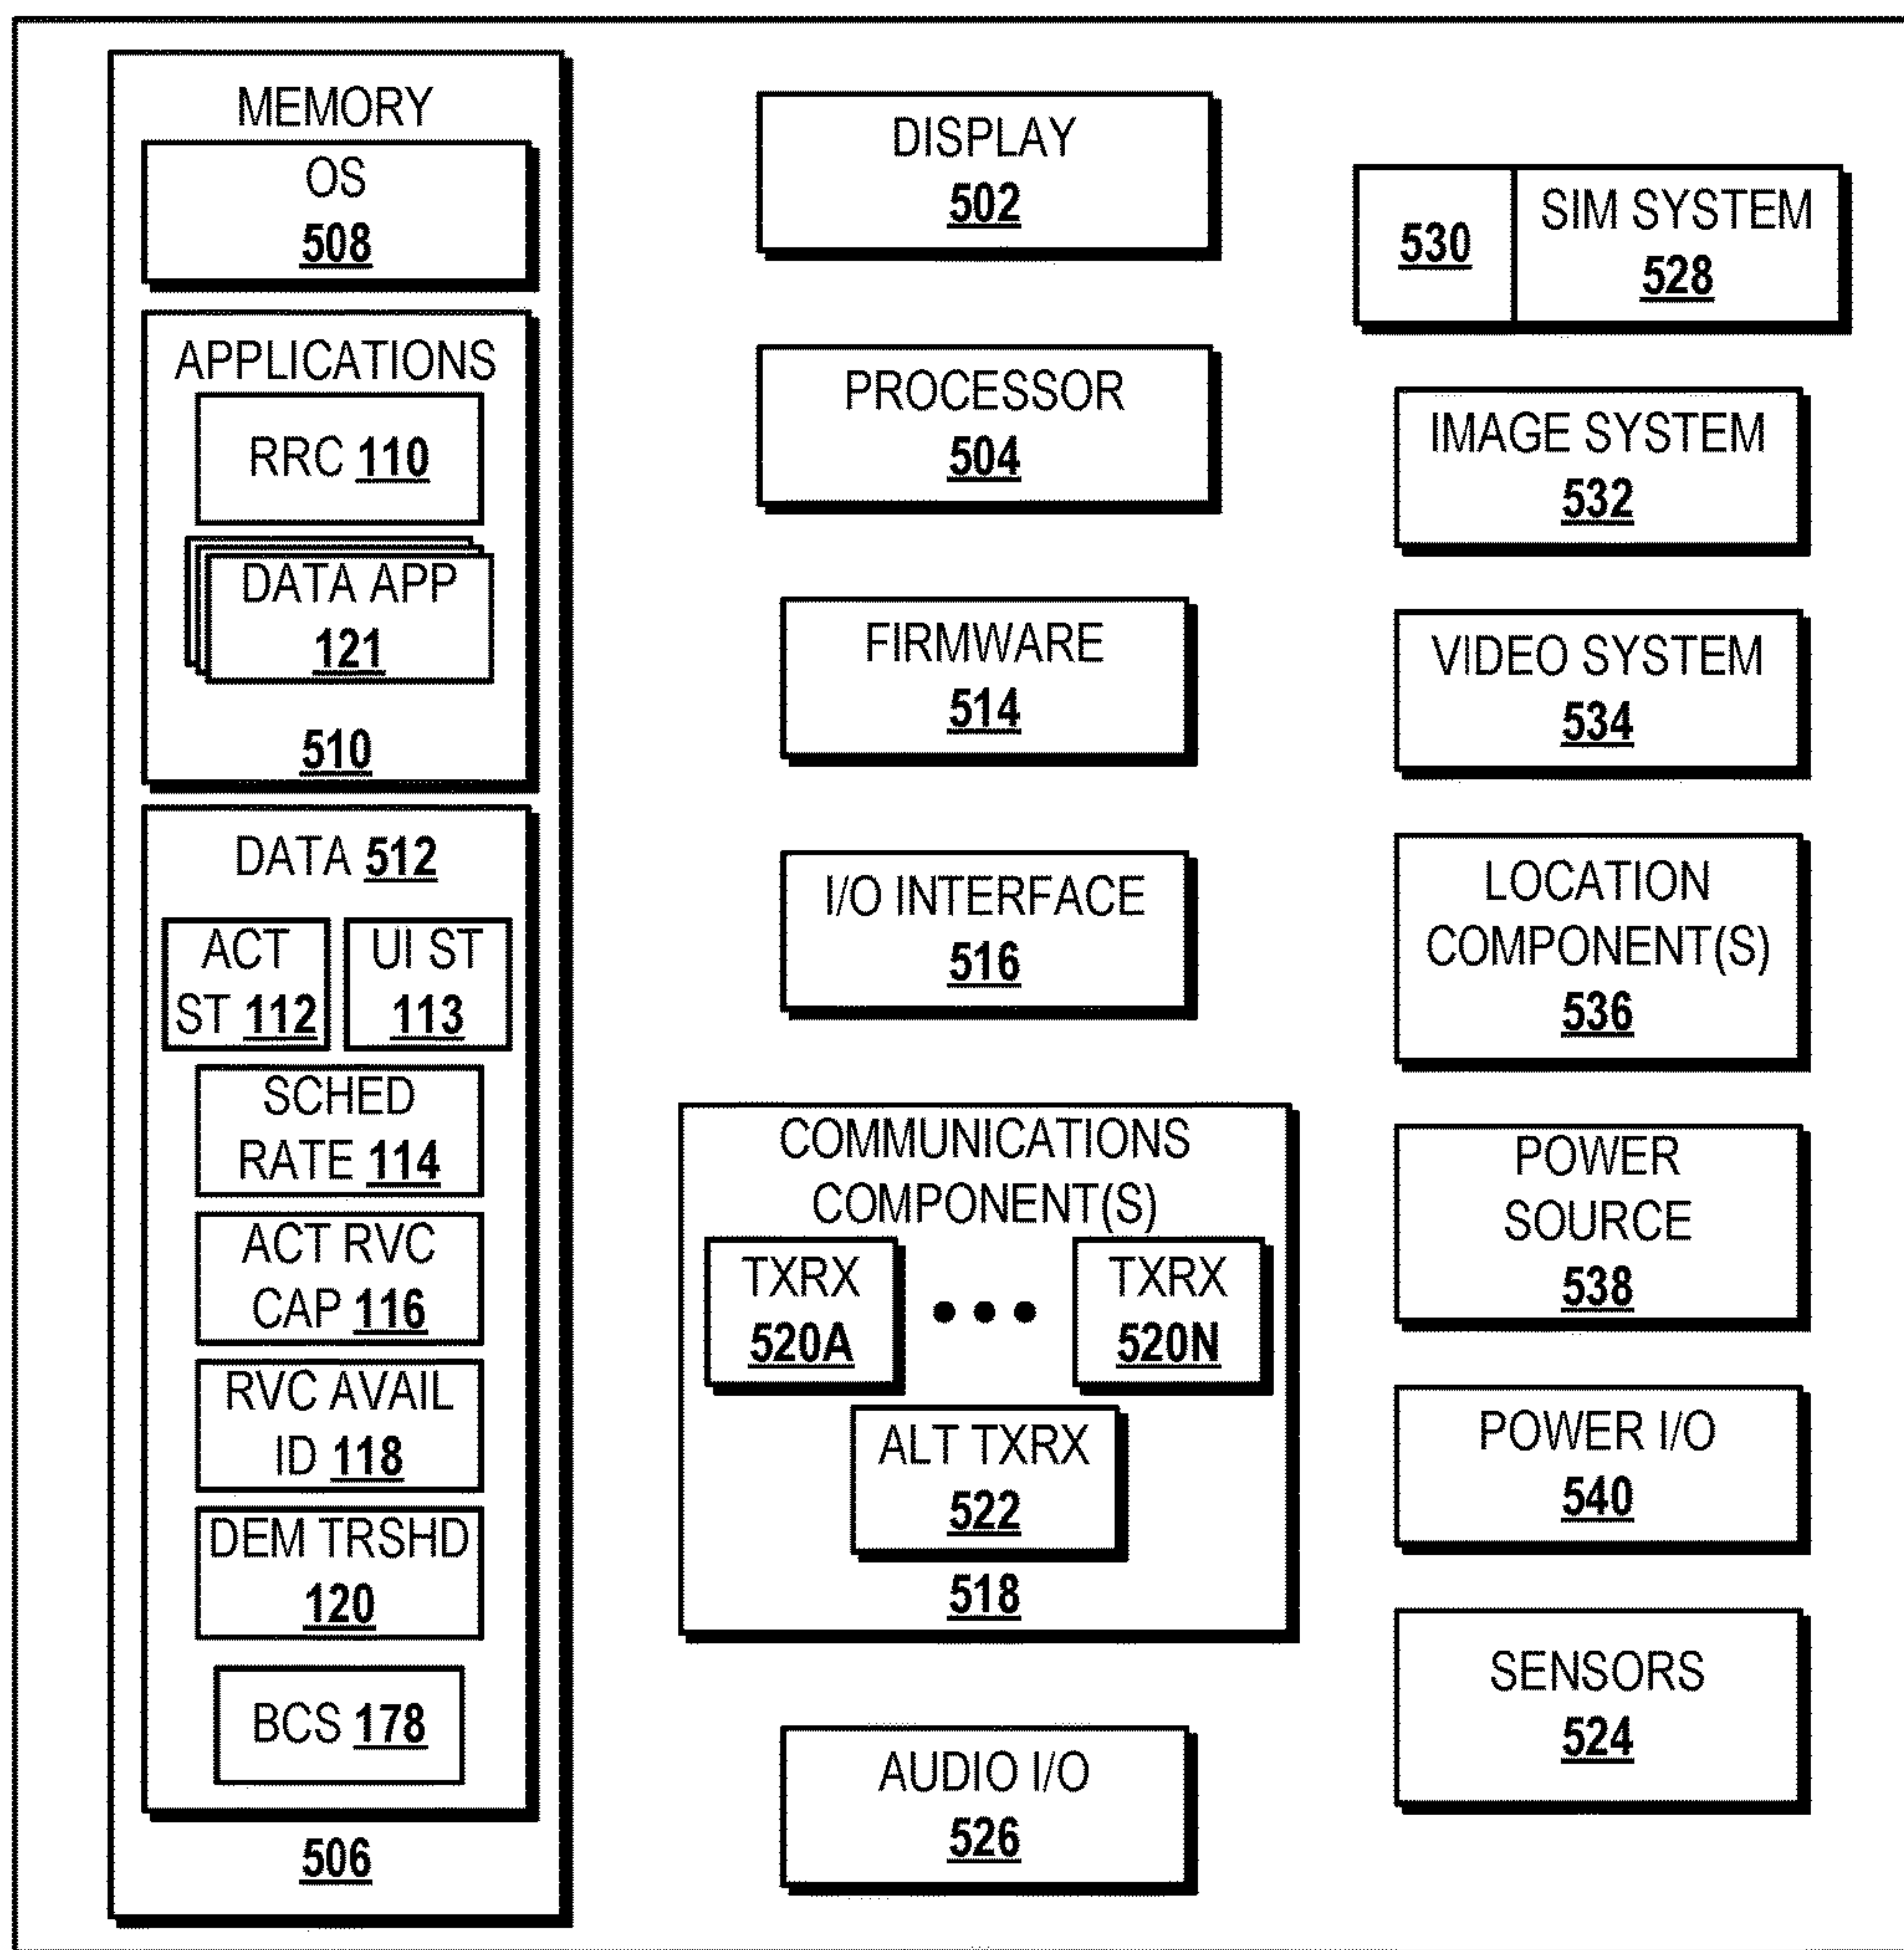 MEMORY
OS
508
APPLICATIONS
RRC 110
DATA APP
121
510
DATA 512
ACT
ST 112
UI ST
113
SCHED
RATE 114
ACT RVC
CAP 116
RVC AVAIL
ID 118
DEM TRSHD
120
BCS 178
506
DISPLAY
502
PROCESSOR
504
FIRMWARE
514
I/O INTERFACE
516
COMMUNICATIONS
COMPONENT(S)
TXRX
520A
TXRX
520N
ALT TXRX
522
518
AUDIO I/O
526
530
SIM SYSTEM
528
IMAGE SYSTEM
532
VIDEO SYSTEM
534
LOCATION
COMPONENT(S)
536
POWER
SOURCE
538
POWER I/O
540
SENSORS
524